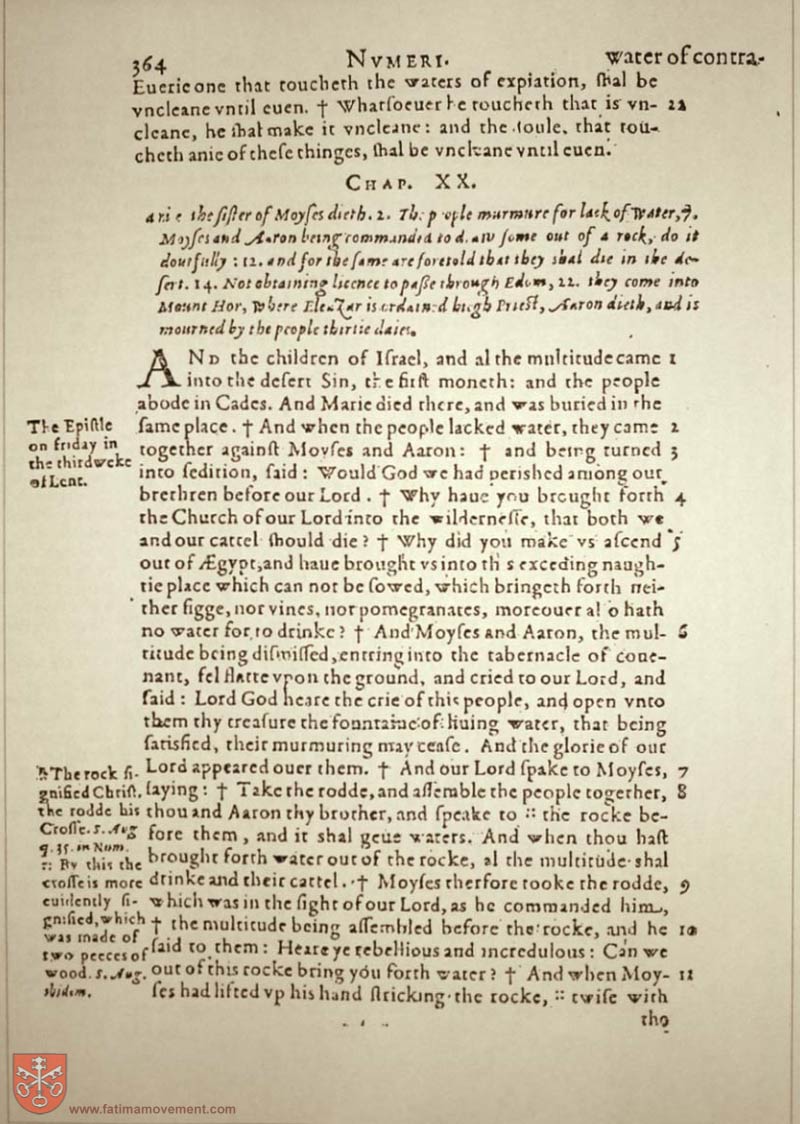 364 NVMERI. water of contra-
Euerie one that toucheth the waters of expiation, ſhal be
vncleane vntil euen. † Whatſoeuer he toucheth that is vn- 22
cleane, he ſhal make it vncleane: and the ſoule, that tou-
cheth anie of theſe thinges, ſhal be vncleane vntil euen.
CHAP. XX.
the ſiſter of Moyſes dieth. 2. The people murmure for lack of water, 7.
Moyſes and Aaron being commanded to draw ſome out of a rock, do it
doutfully: 12. and for the ſame are foretold that they shal die in the de-
ſert. 14. Not obtaining licence to paſſe through Edom, 22. they come into
Mount Hor, where Eleazar is ordained high Prieſt, Aaron dieth, and is
mourned by the people thirtie daies.
AND the children of Iſrael, and al the multitude came 1
into the deſert Sin, the firſt moneth: and the people
abode in Cades. And Marie died there, and was buried in the
ſame place. † And when the people lacked water, they came 2
together againſt Moyſes and Aaron: † and being turned 3
into ſedition, ſaid: Would God we had perished among our
brethren before our Lord. † Why haue you brought forth 4
the Church of our Lord into the wilderneſſe, that both we
and our cattel ſhould die? † Why did you make vs aſcend 5
out of Ægypt, and haue brought vs into this exceding naugh-
tie place which can not be ſowed, which bringeth forth nei-
ther figge, nor vines, nor pomegranates, moreouer alſo hath
no water for to drinke? † And Moyſes and Aaron, the mul- 6
titude being diſmiſſed, entring into the tabernacle of coue-
nant, fel flatte vpon the ground, and cried to our Lord, and
ſaid: Lord God heare the crie of this people, and open vnto
them thy treaſure the fountaine of liuing water, that being
ſatisfied, their murmuring may ceaſe. And the glorie of our
Lord appeared ouer them. † And our Lord ſpake to Moyſes, 7
ſaying: † Take the rodde, and aſſemble the people together, 8
thou and Aaron thy brother, and ſpeake to :: the rocke be-
fore them, and it shal geue waters. And when thou haſt
brought forth water out of the rocke, al the multitude shal
drinke and their cattel. † Moyſes therfore tooke the rodde, 9
which was in the ſight of our Lord, as he commanded him,
† the multitude being aſſembled before the rocke, and he 10
ſaid to them: Heare ye rebellious and incredulous: Can we
out of this rocke bring you forth water? † And when Moy- 11
ſes had lifted vp his hand ſtricking the rocke, :: twiſe with
the
The Epiſtle
on friday in
the third weke
of Lent.
The rock ſi-
gnified Chriſt,
the rodde his
Croſſe. S. Aug
q. 35. in Num.
:: By this the
croſſe is more
euidently ſi-
gnified, which
was made of
two peeces of
wood. S. Aug.
ibidem.
www.fatimamovement.com